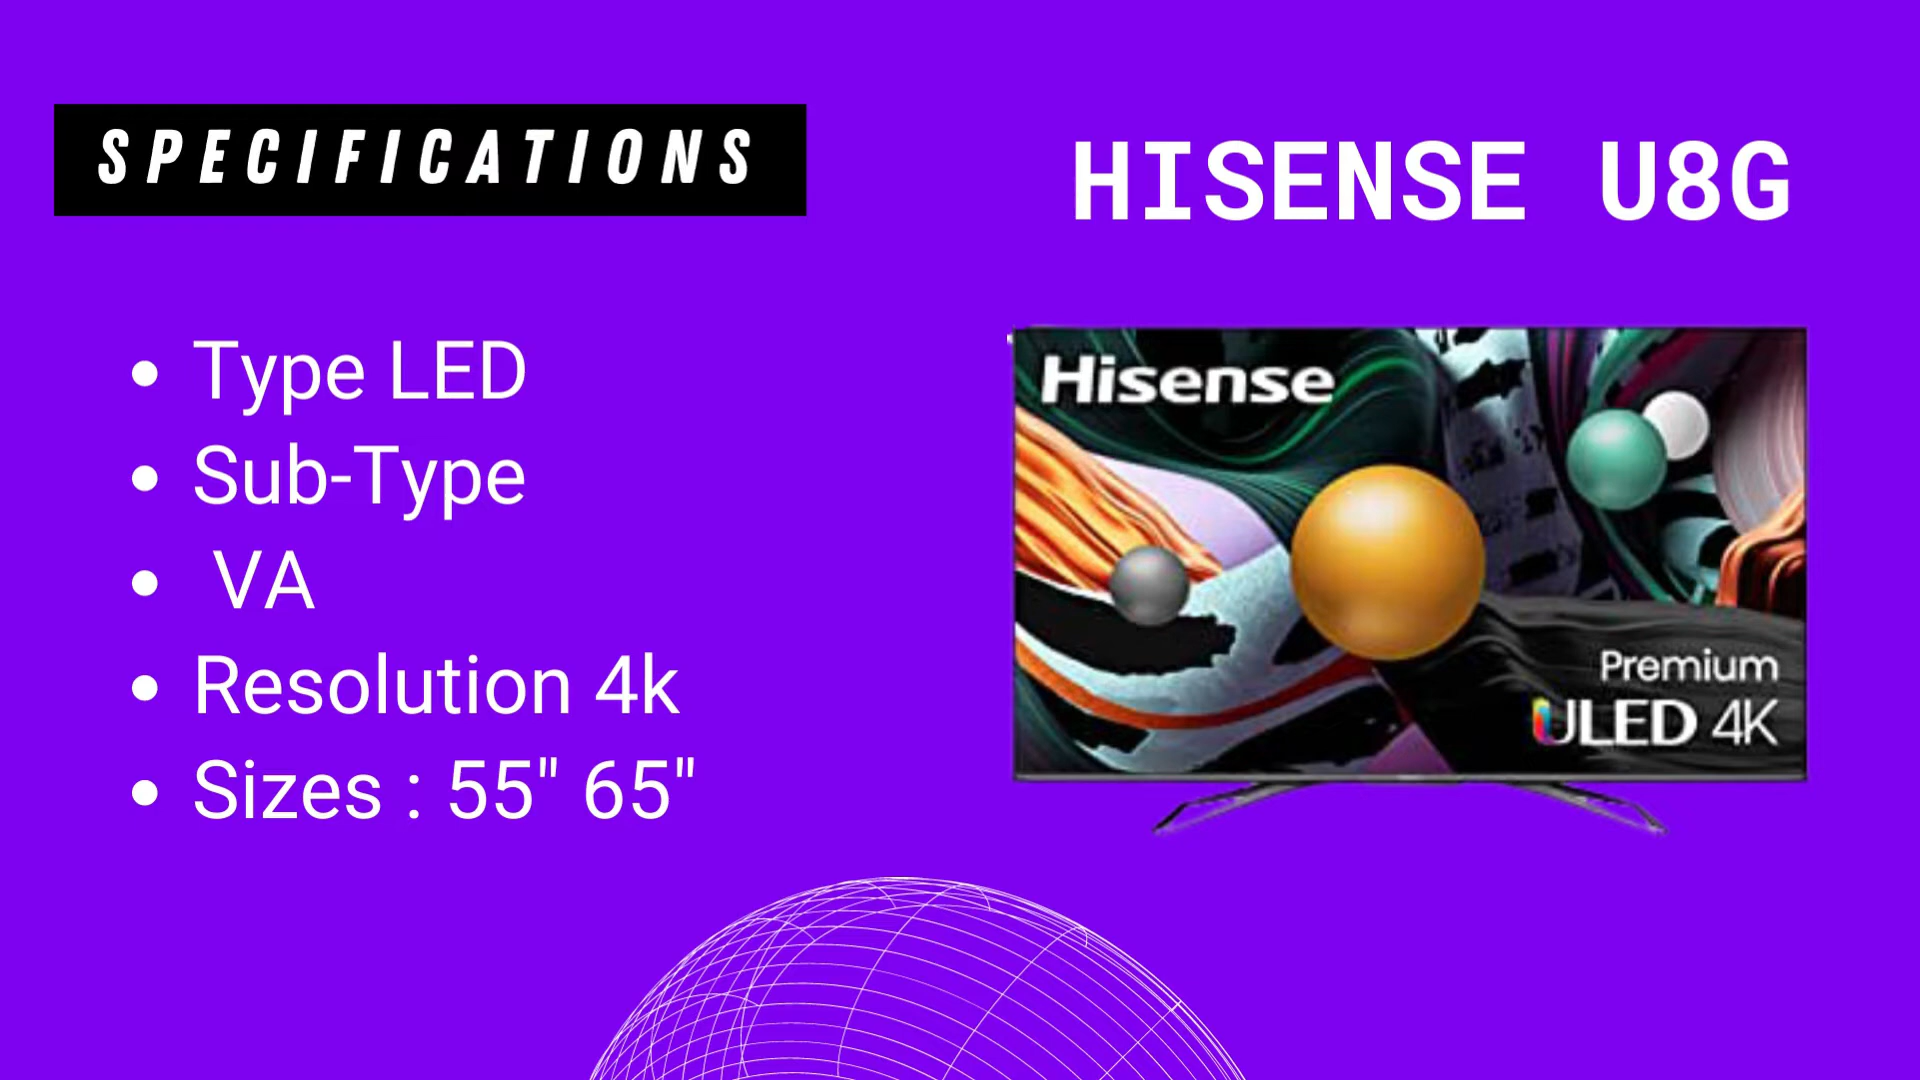 SPECIFICATIONS
HISENSE U8G
• Type LED
• Sub-Type
• VA
• Resolution 4k
• Sizes : 55" 65"
Hisense
Premium
ULED 4K